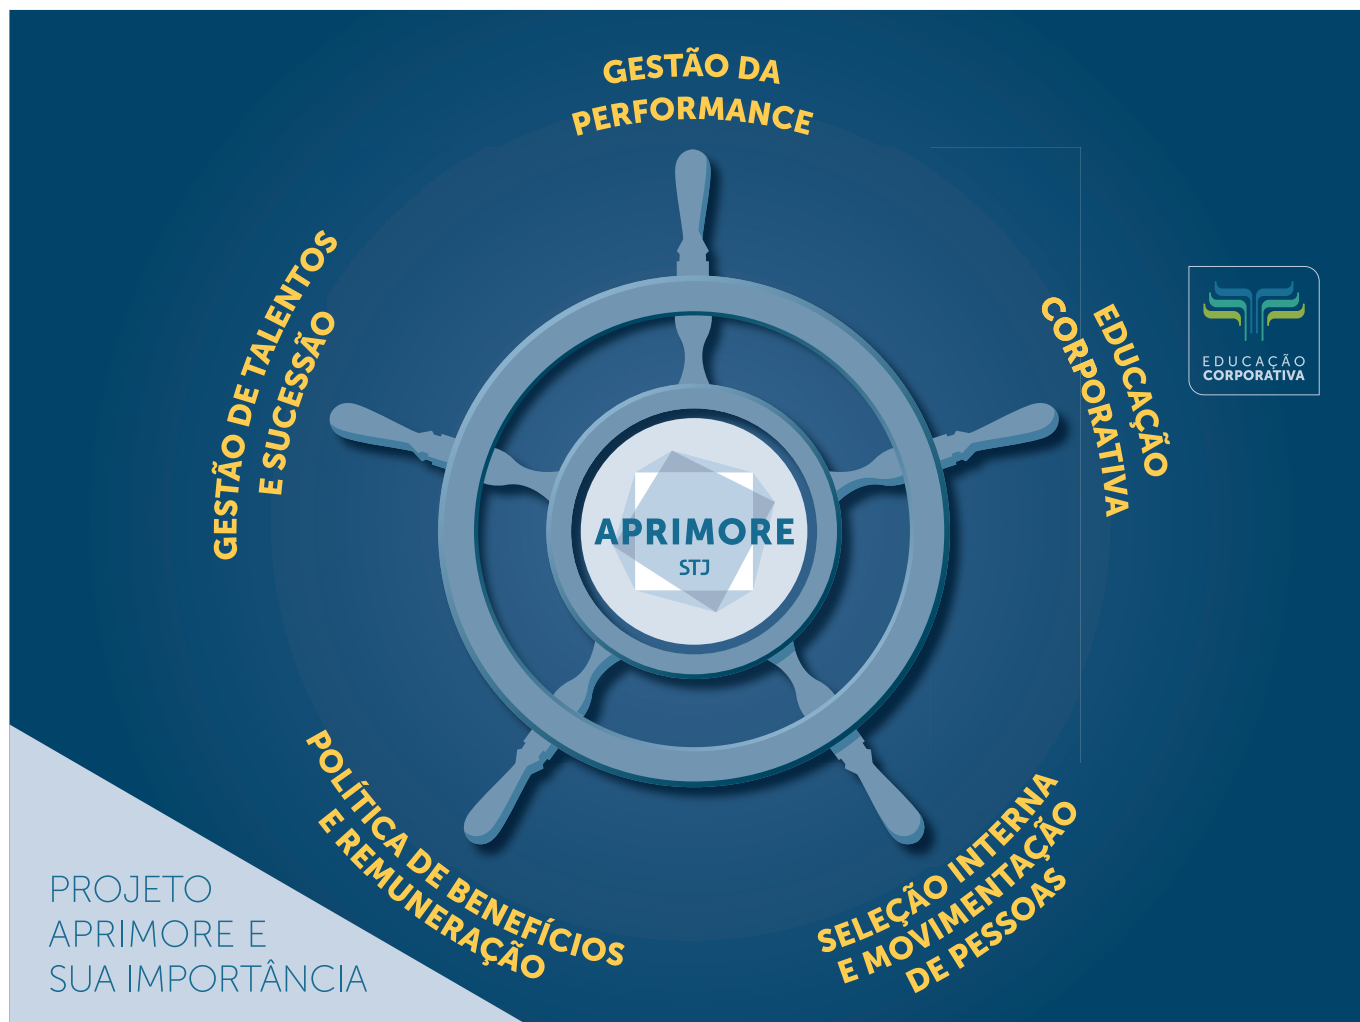 GESTÃO DA
PERFORMANCE
GESTÃO DE TALENTOS
E SUCESSÃO
EDUCAÇÃO
CORPORATIVA
EDUCAÇÃO
CORPORATIVA
APRIMORE
STJ
POLÍTICA DE BENEFÍCIOS
E REMUNERAÇÃO
SELEÇÃO INTERNA
E MOVIMENTAÇÃO
DE PESSOAS
PROJETO
APRIMORE E
SUA IMPORTÂNCIA